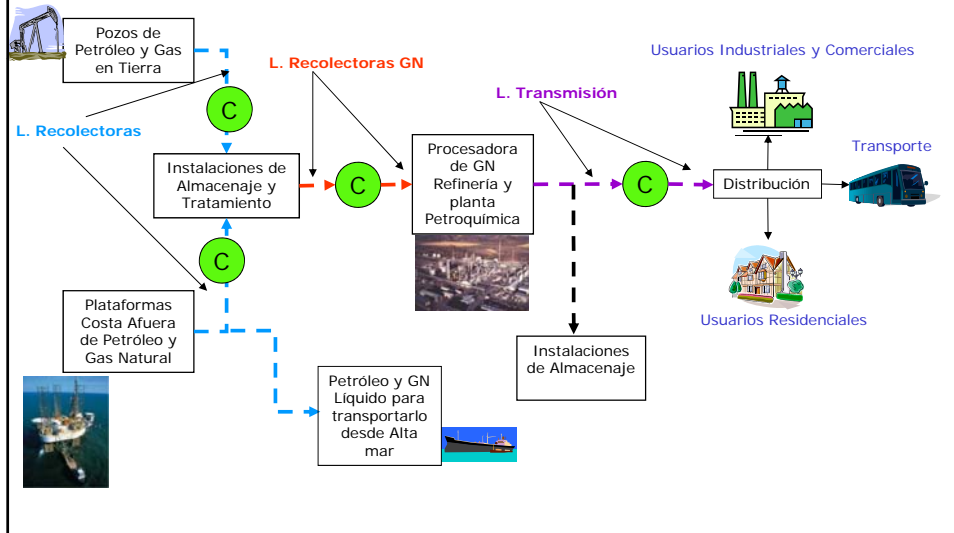 Pozos de
Petróleo y Gas
en Tierra
Usuarios Industriales y Comerciales
L. Recolectoras GN
L. Transmisión
C
L. Recolectoras
Transporte
Instalaciones de
Almacenaje y
Tratamiento
C
Procesadora
de GN
Refinería y
planta
Petroquímica
C
Distribución
C
Plataformas
Costa Afuera
de Petróleo y
Gas Natural
Usuarios Residenciales
Instalaciones
de Almacenaje
Petróleo y GN
Líquido para
transportarlo
desde Alta
mar